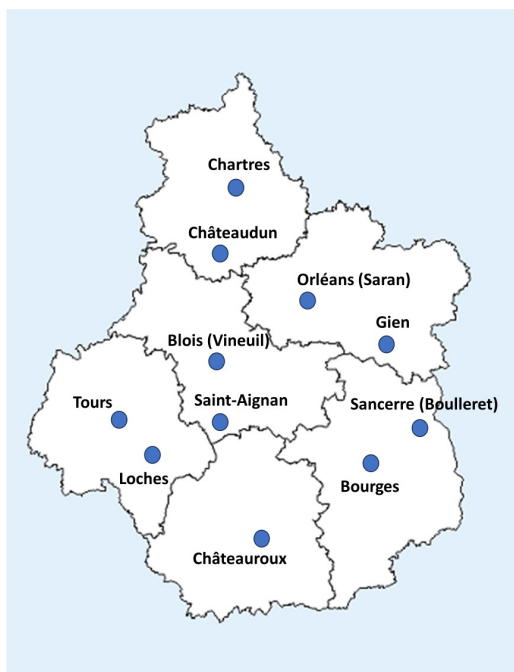 Chartres
Châteaudun
Orléans (Saran)
Gien
Blois (Vineuil)
Saint-Aignan
Tours
Sancerre (Boulleret)
Loches
Bourges
Châteauroux